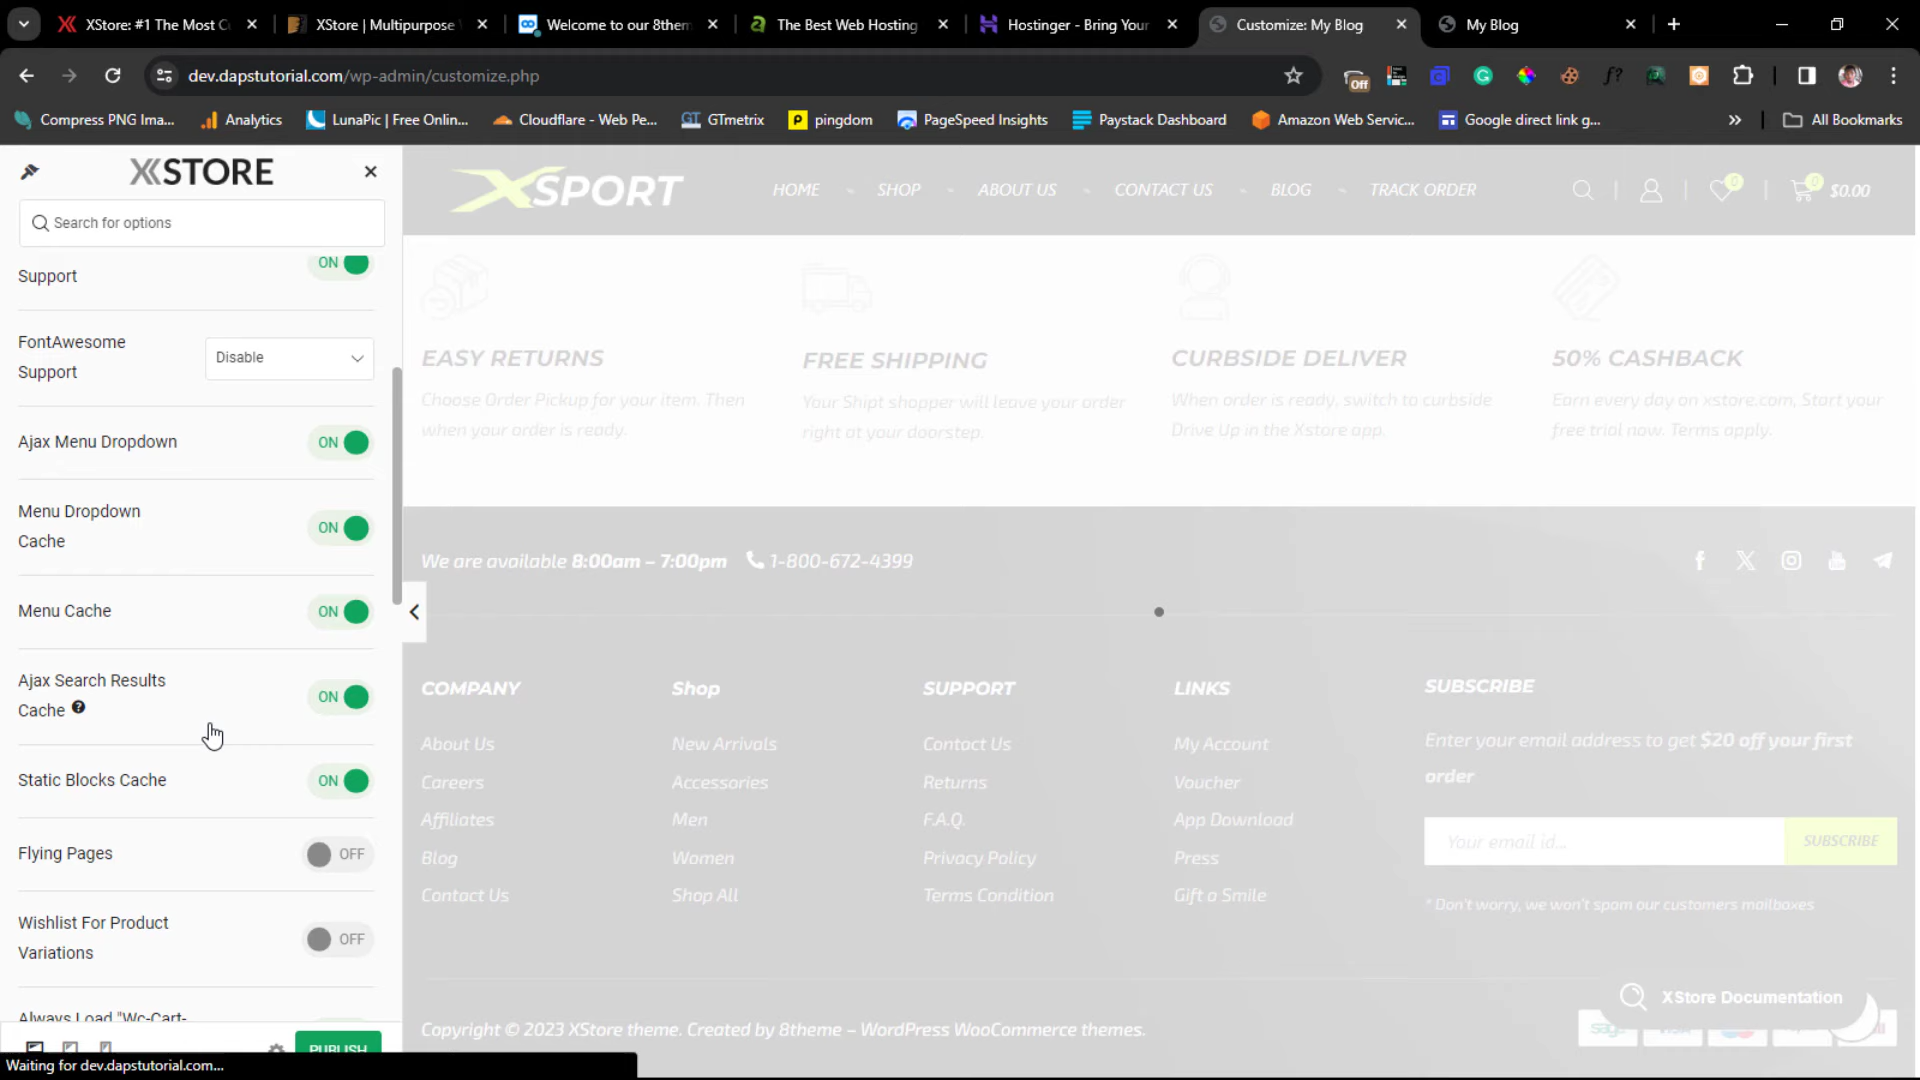 XStore: #1 The Most C
XStore | Multipurpose
Welcome to our 8them
The Best Web Hosting
Hostinger - Bring Your
Customize: My Blog
My Blog
dev.dapstutorial.com/wp-admin/customize.php
Off
Compress PNG Ima...
Analytics
LunaPic | Free Onlin...
Cloudflare - Web Pe...
GTmetrix
pingdom
PageSpeed Insights
Paystack Dashboard
Amazon Web Servic...
Google direct link g...
All Bookmarks
XSTORE
Search for options
Support
ON
FontAwesome
Support
Disable
Ajax Menu Dropdown
ON
Menu Dropdown
Cache
ON
Menu Cache
ON
Ajax Search Results
Cache
ON
Static Blocks Cache
ON
Flying Pages
OFF
Wishlist For Product
Variations
OFF
Always Load "Wc-Cart-
PUBLISH
Waiting for dev.dapstutorial.com...
XSPORT
HOME
SHOP
ABOUT US
CONTACT US
BLOG
TRACK ORDER
0
0
$0.00
EASY RETURNS
Choose Order Pickup for your item. Then
when your order is ready.
FREE SHIPPING
Your Shipt shopper will leave your order
right at your doorstep.
CURBSIDE DELIVER
When order is ready, switch to curbside
Drive Up in the Xstore app.
50% CASHBACK
Earn every day on xstore.com, Start your
free trial now. Terms apply.
We are available 8:00am – 7:00pm
1-800-672-4399
COMPANY
About Us
Careers
Affiliates
Blog
Contact Us
Shop
New Arrivals
Accessories
Men
Women
Shop All
SUPPORT
Contact Us
Returns
F.A.Q.
Privacy Policy
Terms Condition
LINKS
My Account
Voucher
App Download
Press
Gift a Smile
SUBSCRIBE
Enter your email address to get $20 off your first
order
Your email id...
SUBSCRIBE
* Don't worry, we won't spam our customers mailboxes
XStore Documentation
Copyright © 2023 XStore theme. Created by 8theme – WordPress WooCommerce themes.